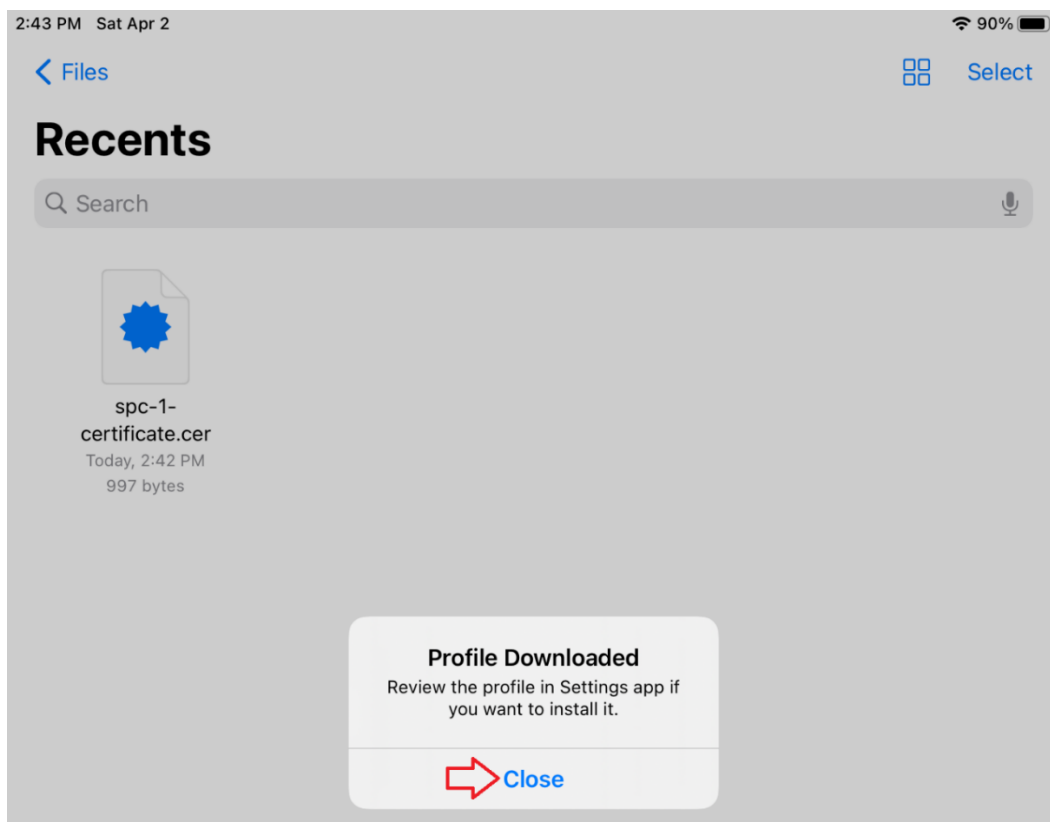 2:43 PM Sat Apr 2 90%
Files Select
Recents
Search
spc-1-
certificate.cer
Today, 2:42 PM
997 bytes
Profile Downloaded
Review the profile in Settings app if
you want to install it.
Close